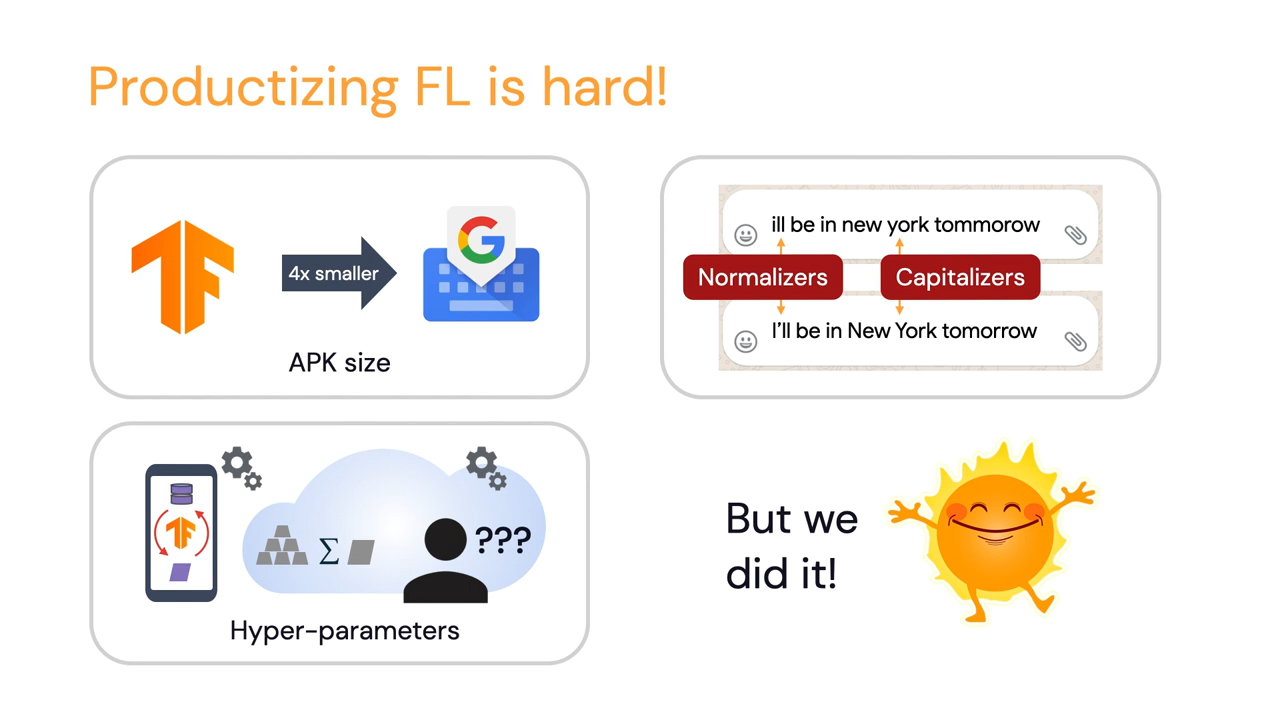 Productizing FL is hard!
4x smaller
APK size
ill be in new york tommorow
Normalizers
Capitalizers
I'll be in New York tomorrow
Σ
???
Hyper-parameters
But we
did it!